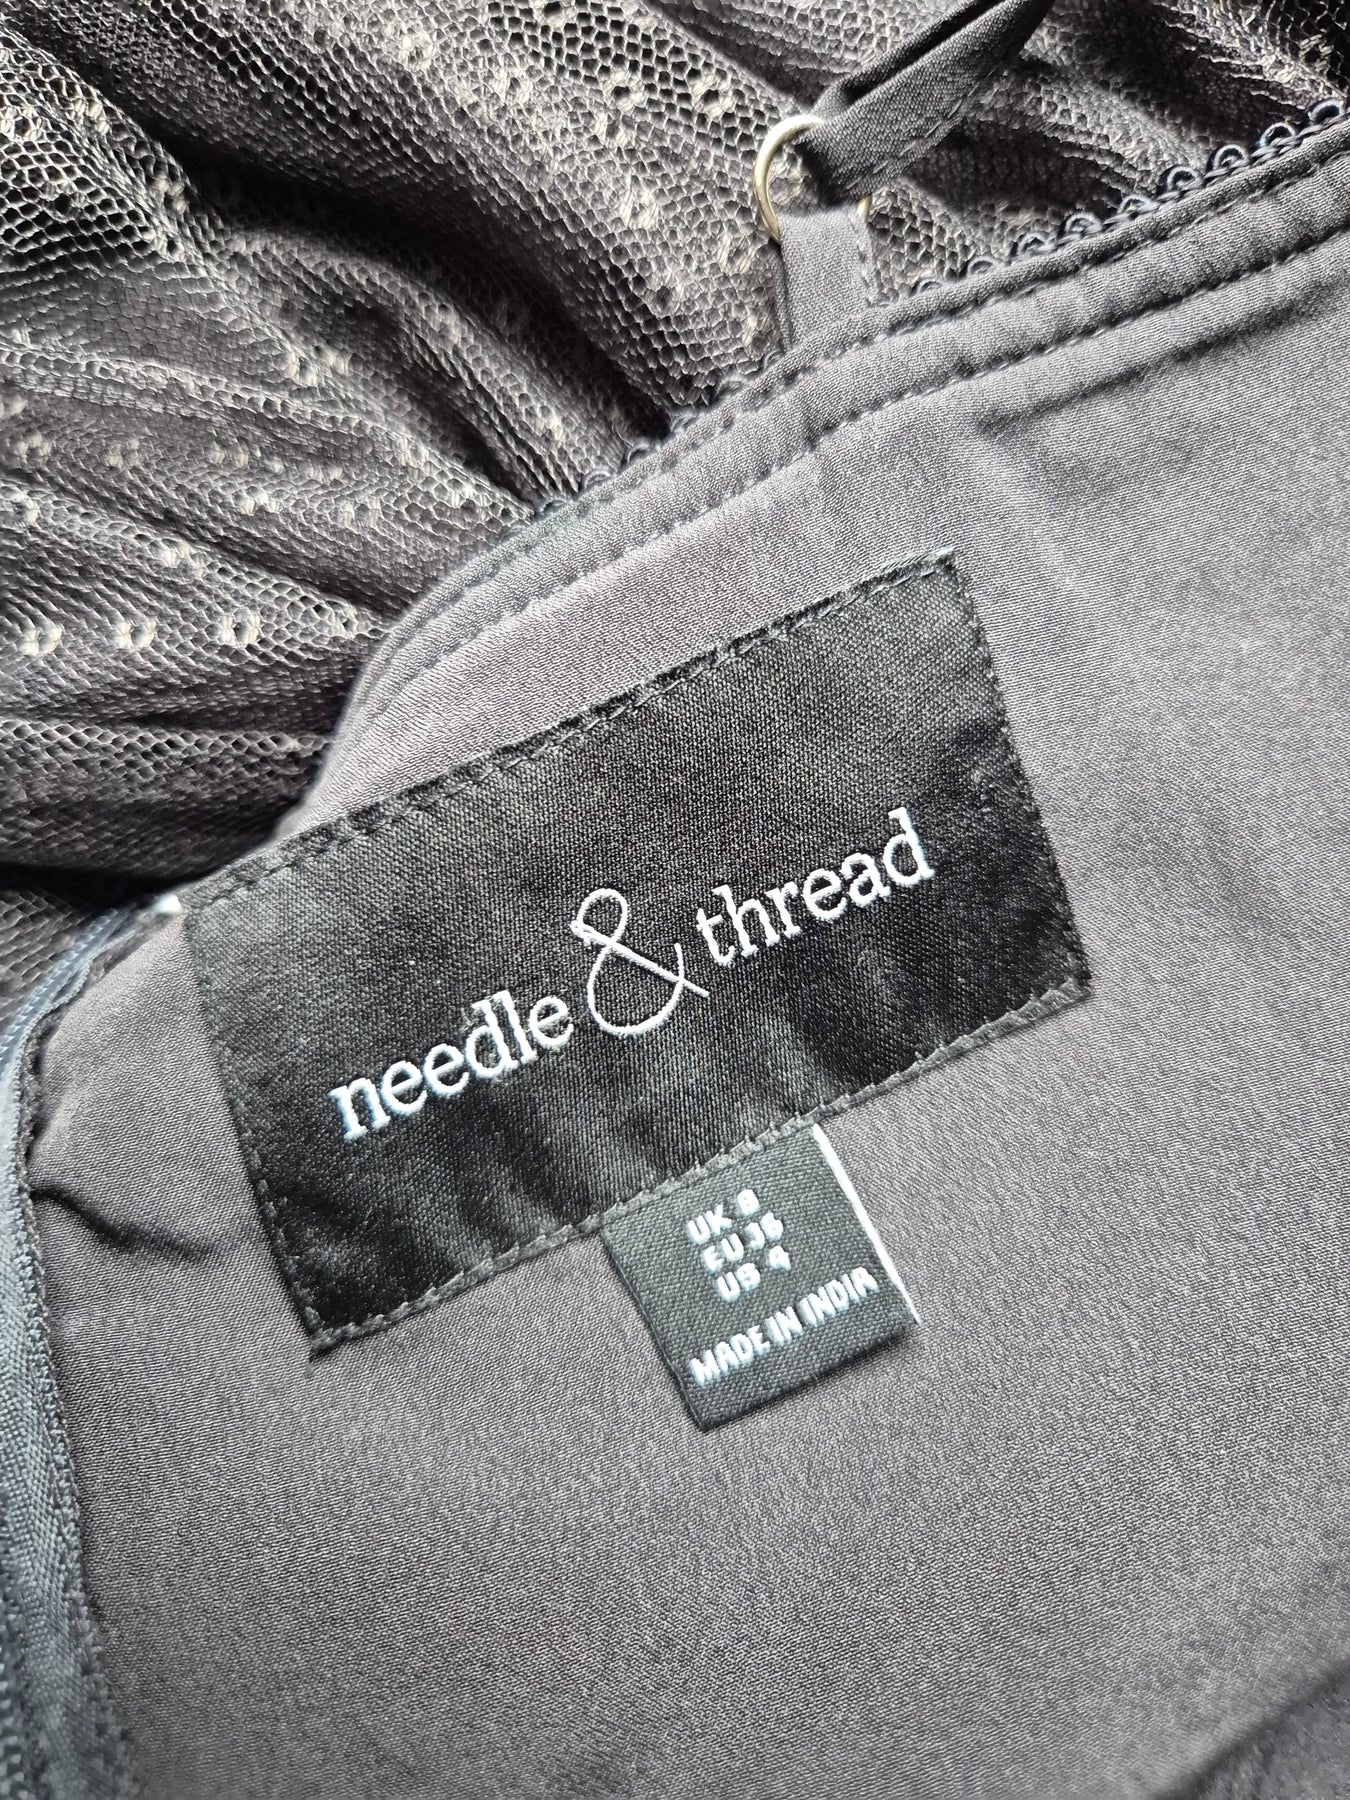 needle & thread
UK 8
EU 36
US 4
MADE IN INDIA